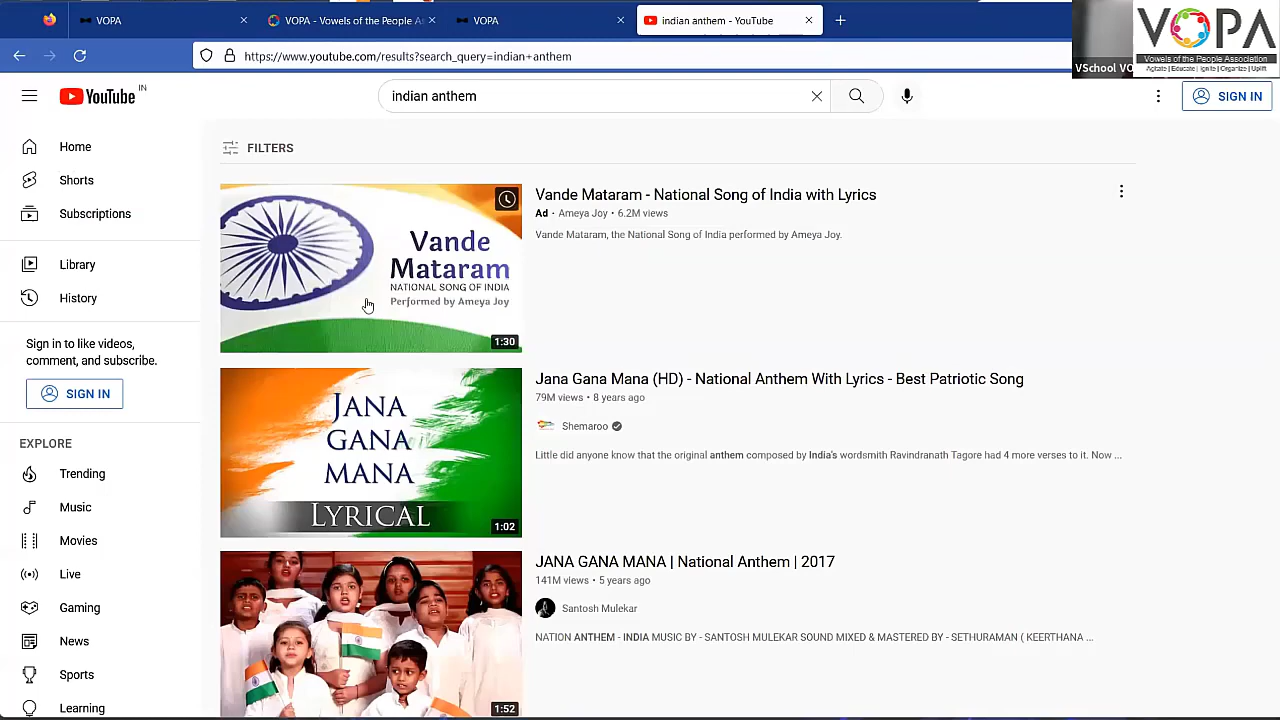 VOPA
VOPA - Vowels of the People As
VOPA
indian anthem - YouTube
https://www.youtube.com/results?search_query=indian+anthem
VSchool VO
VOPA
Vowels of the People Association
Agitate | Educate | Ignite | Organize | Uplift
YouTube IN
indian anthem
SIGN IN
Home
Shorts
Subscriptions
Library
History
Sign in to like videos,
comment, and subscribe.
SIGN IN
EXPLORE
Trending
Music
Movies
Live
Gaming
News
Sports
Learning
FILTERS
Vande
Mataram
NATIONAL SONG OF INDIA
Performed by Ameya Joy
1:30
Vande Mataram - National Song of India with Lyrics
Ad • Ameya Joy • 6.2M views
Vande Mataram, the National Song of India performed by Ameya Joy.
JANA
GANA
MANA
LYRICAL
1:02
Jana Gana Mana (HD) - National Anthem With Lyrics - Best Patriotic Song
79M views • 8 years ago
Shemaroo
Little did anyone know that the original anthem composed by India's wordsmith Ravindranath Tagore had 4 more verses to it. Now ...
1:52
JANA GANA MANA | National Anthem | 2017
141M views • 5 years ago
Santosh Mulekar
NATION ANTHEM - INDIA MUSIC BY - SANTOSH MULEKAR SOUND MIXED & MASTERED BY - SETHURAMAN ( KEERTHANA ...